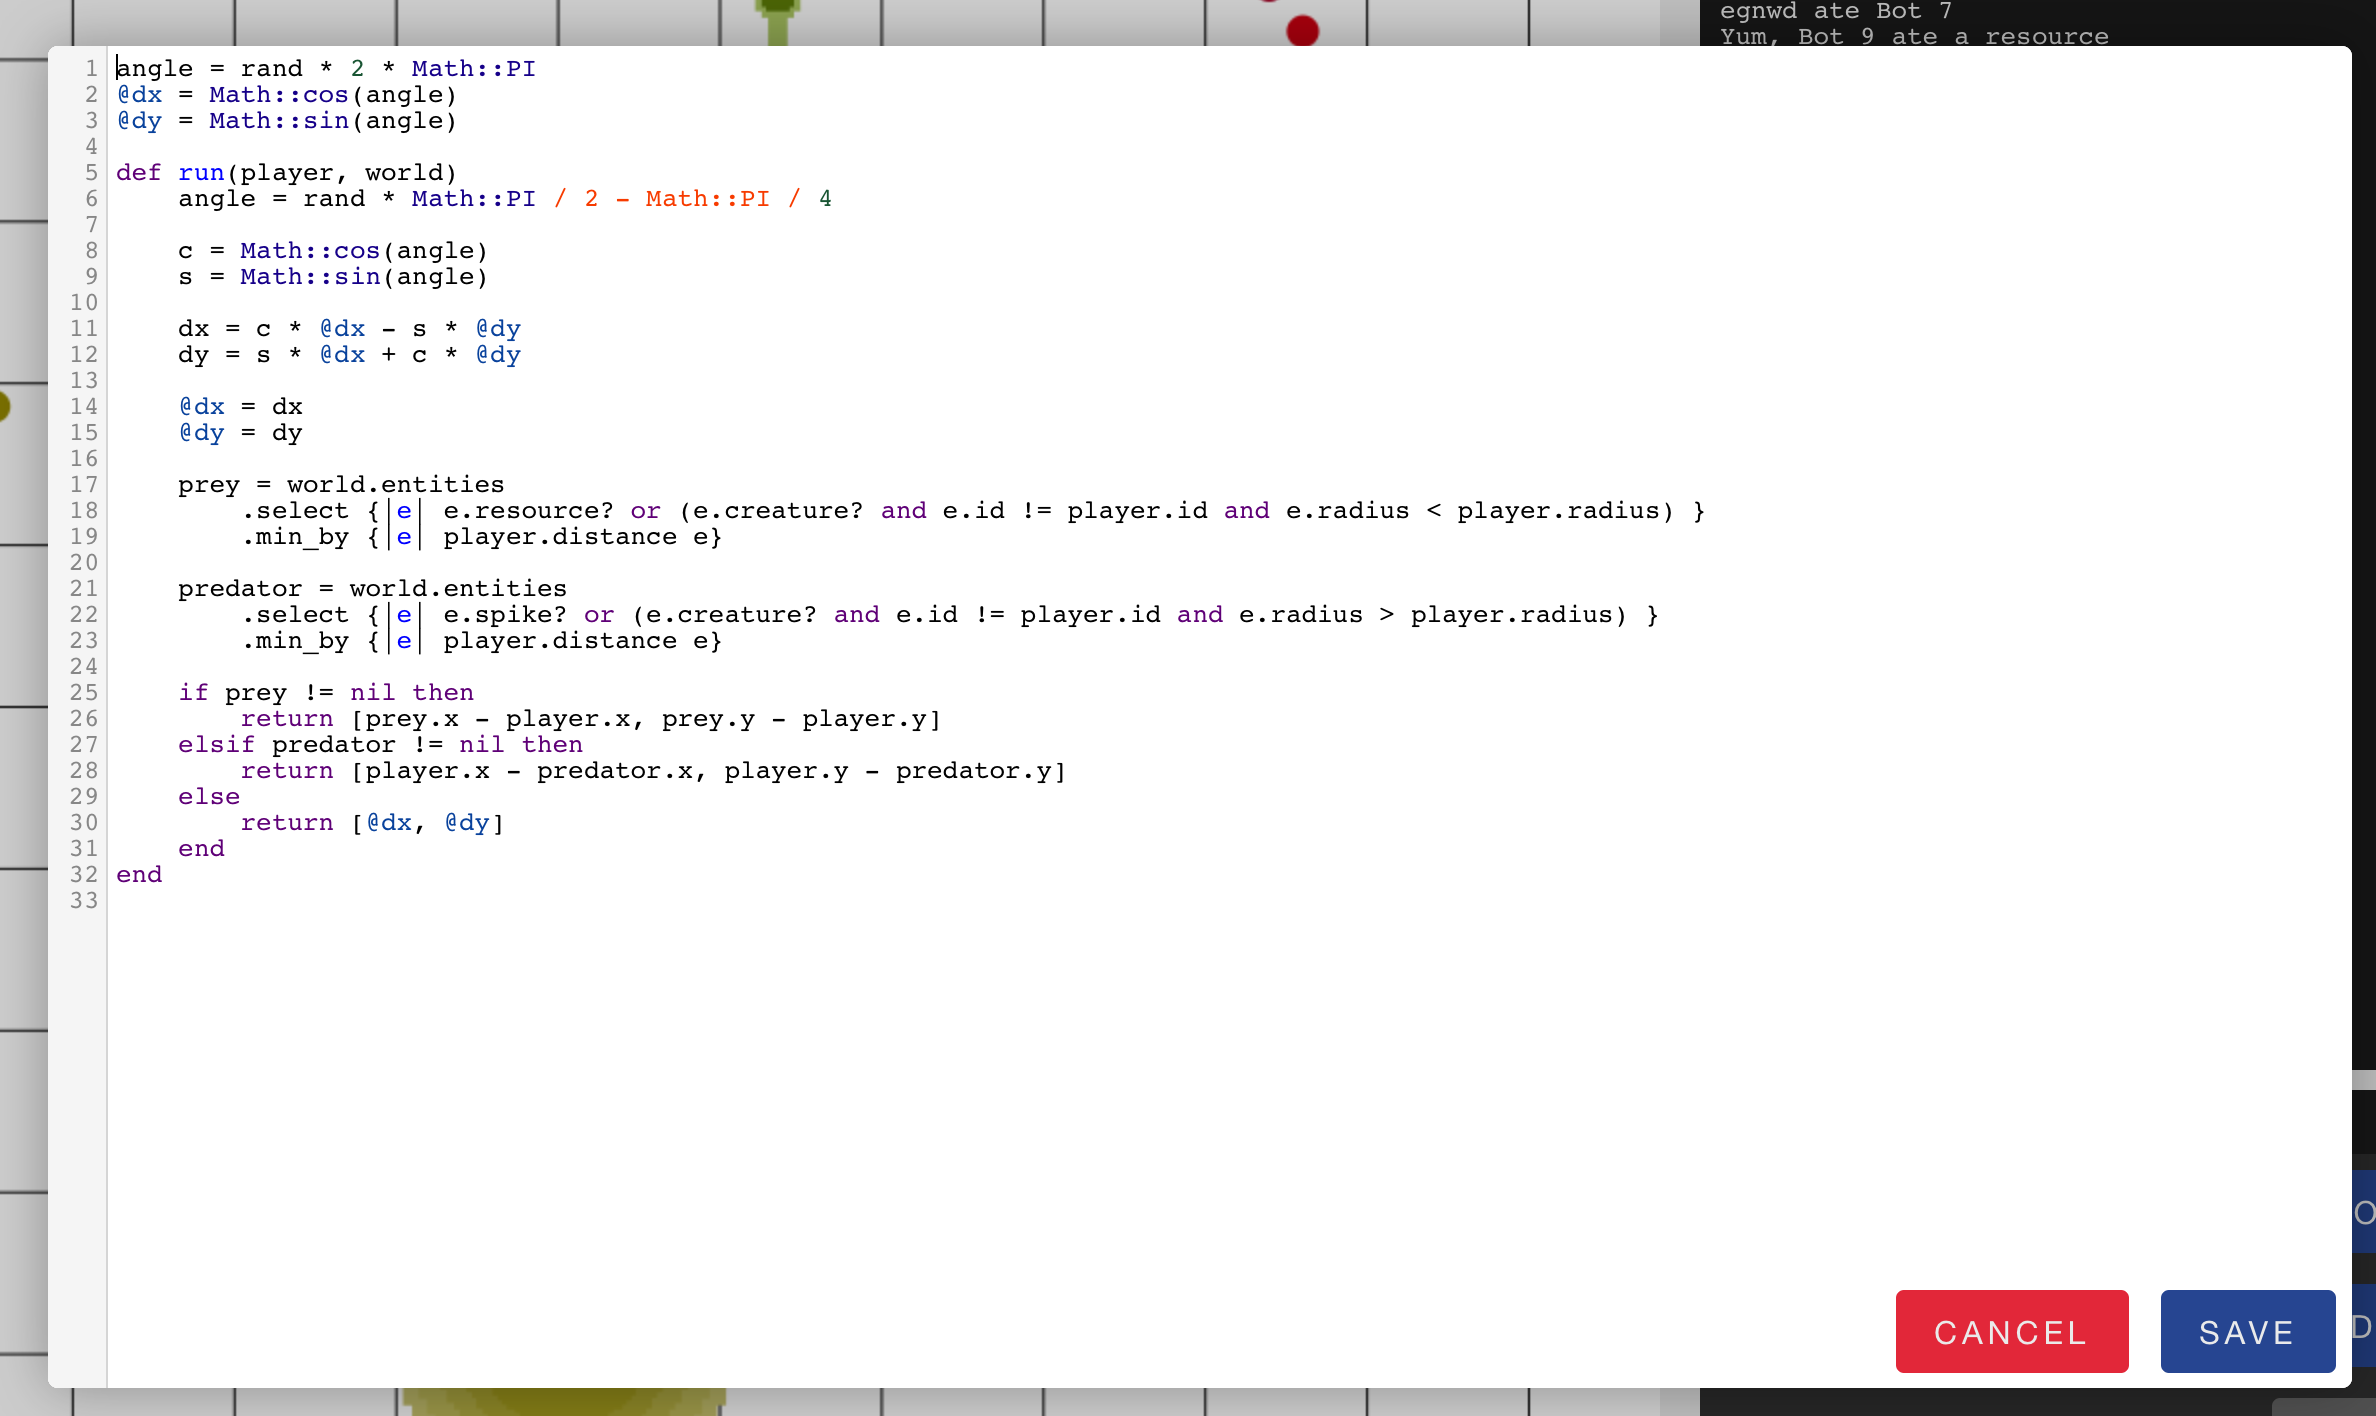 egnwd ate Bot 7
Yum, Bot 9 ate a resource
1 angle = rand * 2 * Math::PI
2 @dx = Math::cos(angle)
3 @dy = Math::sin(angle)
4
5 def run(player, world)
6     angle = rand * Math::PI / 2 - Math::PI / 4
7
8     c = Math::cos(angle)
9     s = Math::sin(angle)
10
11     dx = c * @dx - s * @dy
12     dy = s * @dx + c * @dy
13
14     @dx = dx
15     @dy = dy
16
17     prey = world.entities
18         .select {|e| e.resource? or (e.creature? and e.id != player.id and e.radius < player.radius) }
19         .min_by {|e| player.distance e}
20
21     predator = world.entities
22         .select {|e| e.spike? or (e.creature? and e.id != player.id and e.radius > player.radius) }
23         .min_by {|e| player.distance e}
24
25     if prey != nil then
26         return [prey.x - player.x, prey.y - player.y]
27     elsif predator != nil then
28         return [player.x - predator.x, player.y - predator.y]
29     else
30         return [@dx, @dy]
31     end
32 end
33
CANCEL SAVE